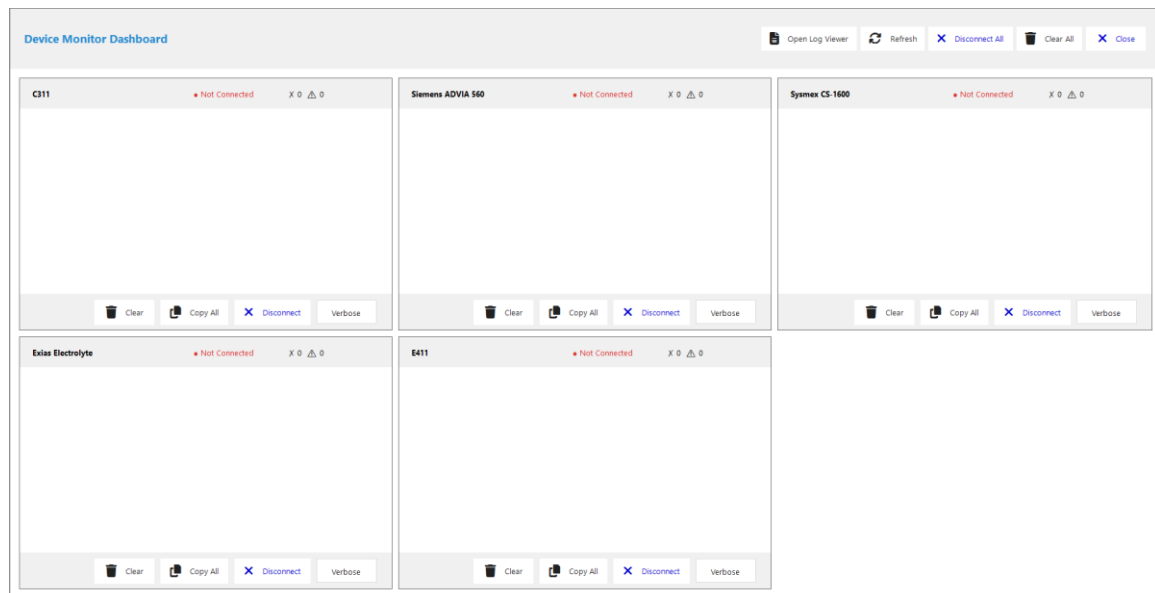 Device Monitor Dashboard
Open Log Viewer Refresh Disconnect All Clear All Close
C311 • Not Connected X 0 ⚠ 0
Siemens ADVIA 560 • Not Connected X 0 ⚠ 0
Sysmex CS-1600 • Not Connected X 0 ⚠ 0
Clear Copy All Disconnect Verbose
Clear Copy All Disconnect Verbose
Clear Copy All Disconnect Verbose
Exias Electrolyte • Not Connected X 0 ⚠ 0
E411 • Not Connected X 0 ⚠ 0
Clear Copy All Disconnect Verbose
Clear Copy All Disconnect Verbose